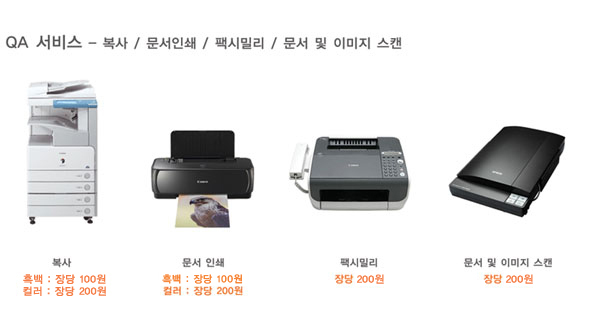 QA 서비스 – 복사 / 문서인쇄 / 팩시밀리 / 문서 및 이미지 스캔
Canon
Canon
Canon
EPSON
복사
흑백 : 장당 100원
컬러 : 장당 200원
문서 인쇄
흑백 : 장당 100원
컬러 : 장당 200원
팩시밀리
장당 200원
문서 및 이미지 스캔
장당 200원